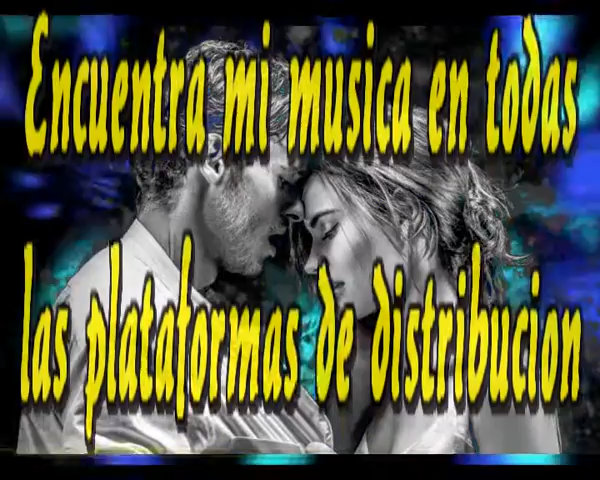 Encuentra mi musica en todas
las plataformas de distribucion